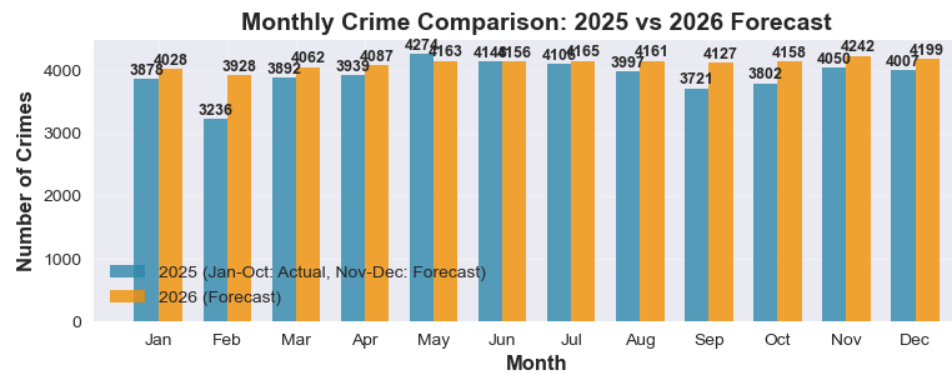 Monthly Crime Comparison: 2025 vs 2026 Forecast
Number of Crimes
4000
3000
2000
1000
0
3878 4028
3236 3928
3892 4062
3939 4087
4274 4163
4156
4165
3997 4161
3721 4127
3802 4158
4050 4242
4007 4199
2025 (Jan-Oct: Actual, Nov-Dec: Forecast)
2026 (Forecast)
Jan Feb Mar Apr May Jun Jul Aug Sep Oct Nov Dec
Month